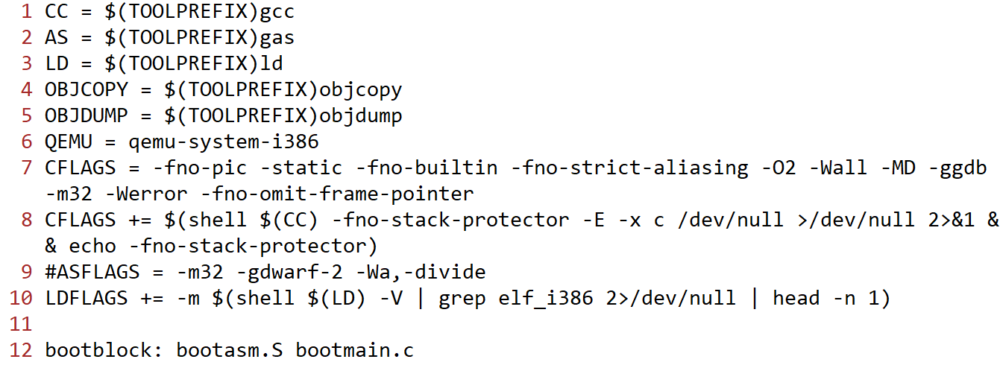 1 CC = $(TOOLPREFIX)gcc
2 AS = $(TOOLPREFIX)gas
3 LD = $(TOOLPREFIX)ld
4 OBJCOPY = $(TOOLPREFIX)objcopy
5 OBJDUMP = $(TOOLPREFIX)objdump
6 QEMU = qemu-system-i386
7 CFLAGS = -fno-pic -static -fno-builtin -fno-strict-aliasing -O2 -Wall -MD -ggdb
-m32 -Werror -fno-omit-frame-pointer
8 CFLAGS += $(shell $(CC) -fno-stack-protector -E -x c /dev/null >/dev/null 2>&1 &
& echo -fno-stack-protector)
9 #ASFLAGS = -m32 -gdwarf-2 -Wa,-divide
10 LDFLAGS += -m $(shell $(LD) -V | grep elf_i386 2>/dev/null | head -n 1)
11
12 bootblock: bootasm.S bootmain.c